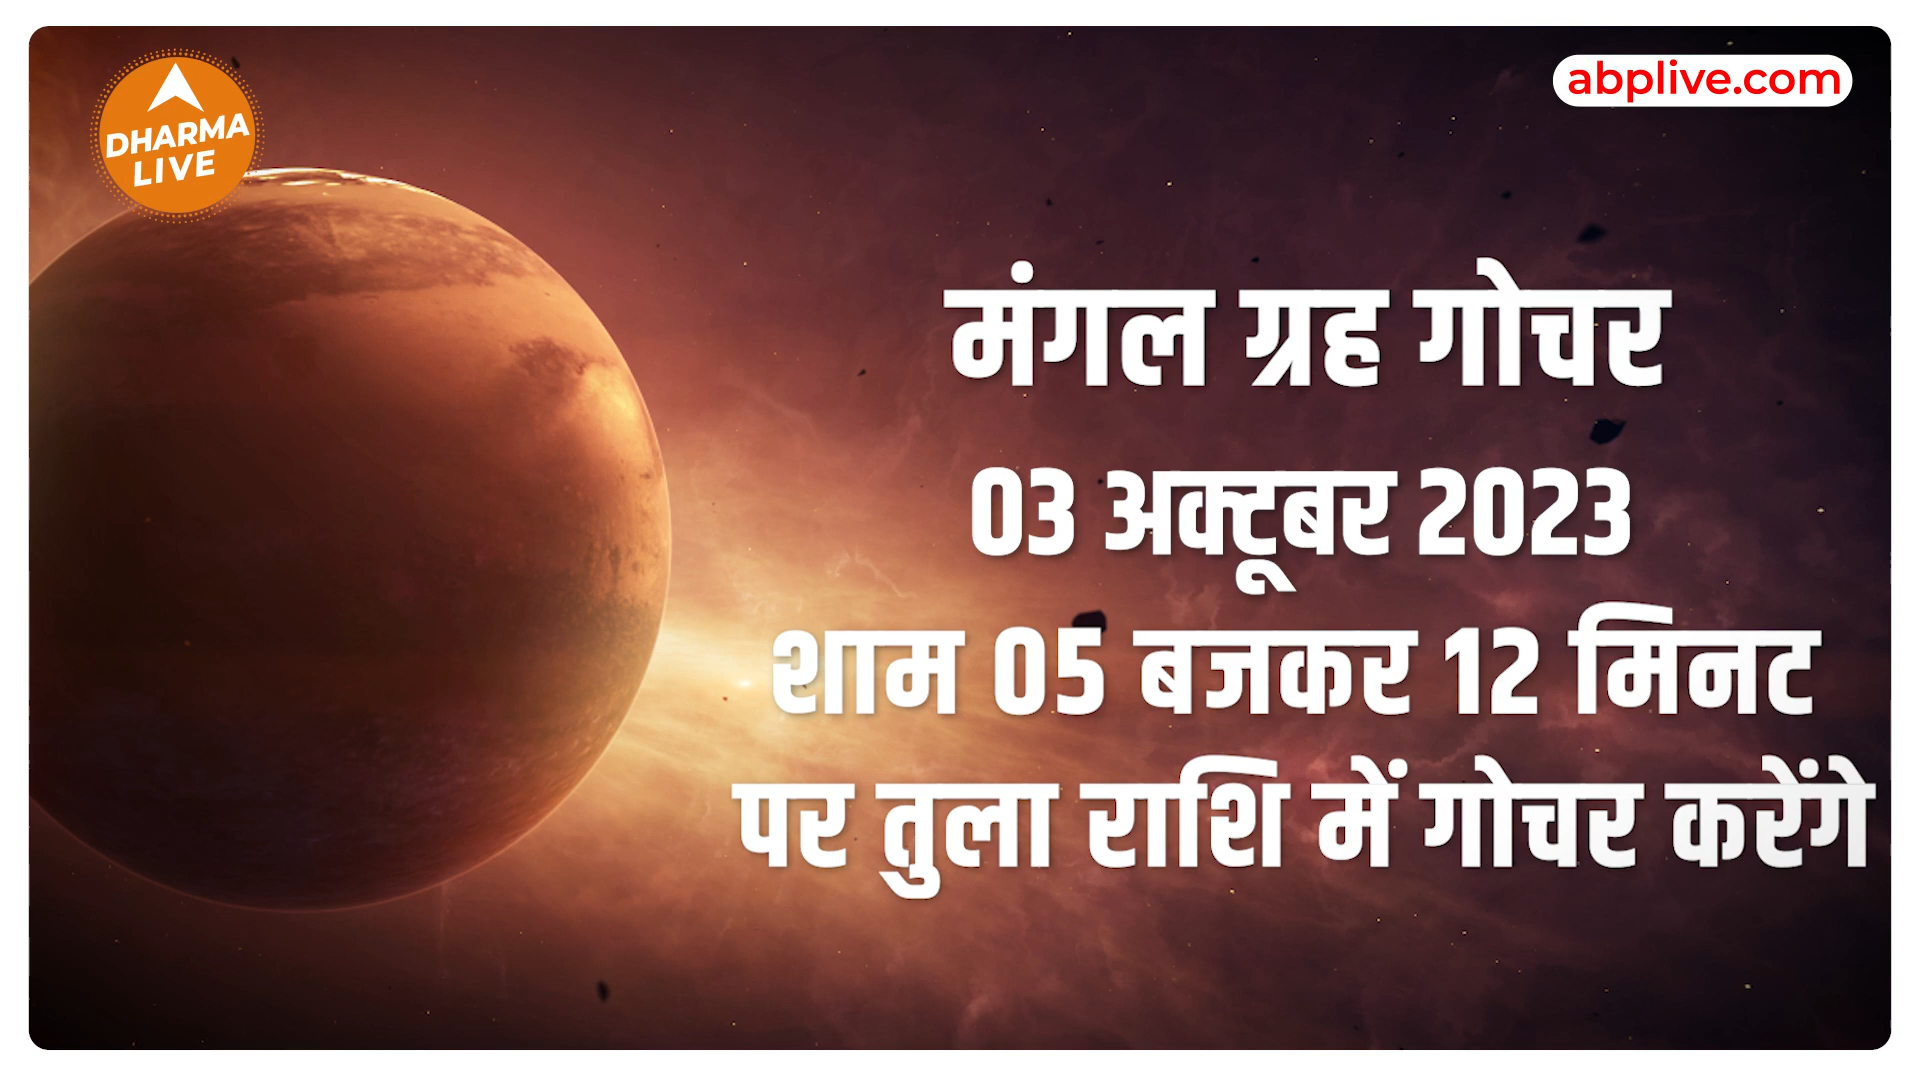 DHARMA
LIVE
abplive.com
मंगल ग्रह गोचर
03 अक्टूबर 2023
शाम 05 बजकर 12 मिनट
पर तुला राशि में गोचर करेंगे